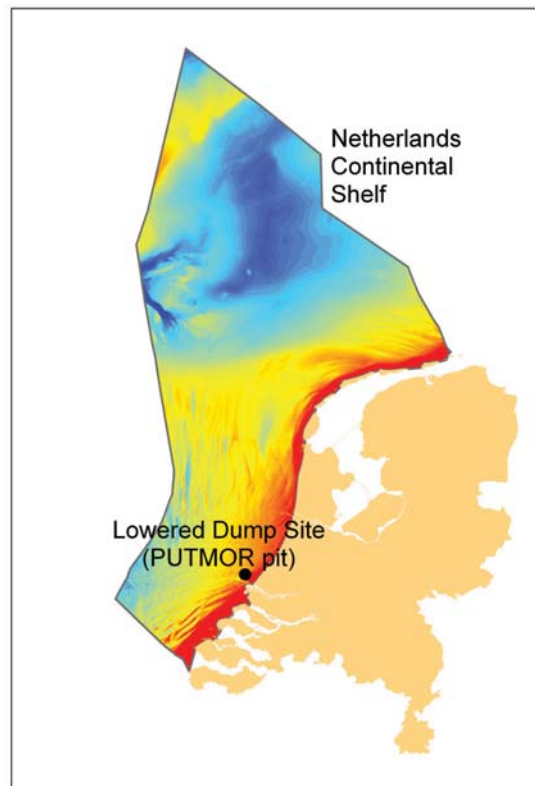 Netherlands
Continental
Shelf
Lowered Dump Site
(PUTMOR pit)